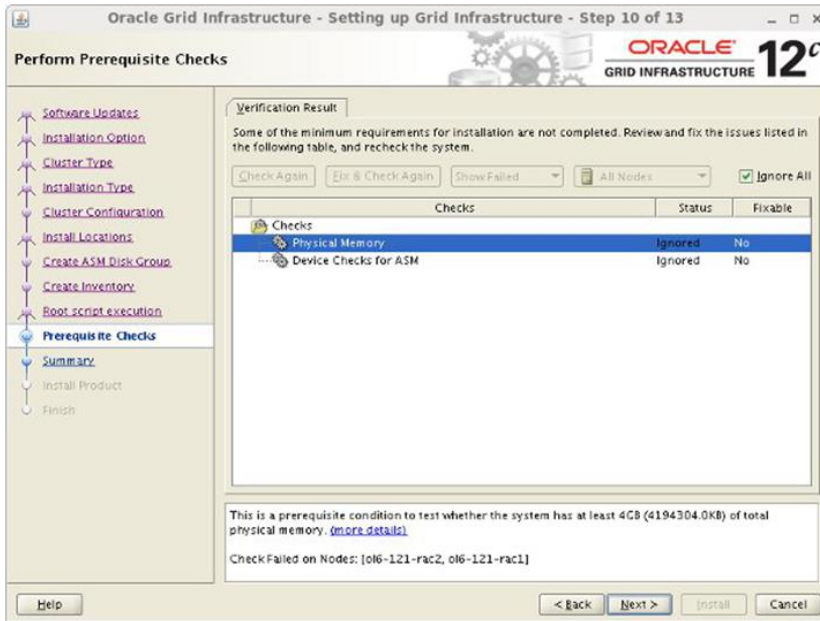 Oracle Grid Infrastructure - Setting up Grid Infrastructure - Step 10 of 13
Perform Prerequisite Checks
ORACLE
GRID INFRASTRUCTURE
12c
Software Updates
Installation Option
Cluster Type
Installation Type
Cluster Configuration
Install Locations
Create ASM Disk Group
Create Inventory
Root script execution
Prerequisite Checks
Summary
Install Product
Finish
Verification Result
Some of the minimum requirements for installation are not completed. Review and fix the issues listed in
the following table, and recheck the system.
Check Again Fix & Check Again Show Failed All Nodes Ignore All
Checks Status Fixable
Checks
Physical Memory Ignored No
Device Checks for ASM Ignored No
This is a prerequisite condition to test whether the system has at least 4GB (4194304.0KB) of total
physical memory. (more details)
Check Failed on Nodes: [ol6-121-rac2, ol6-121-rac1]
Help < Back Next > Install Cancel